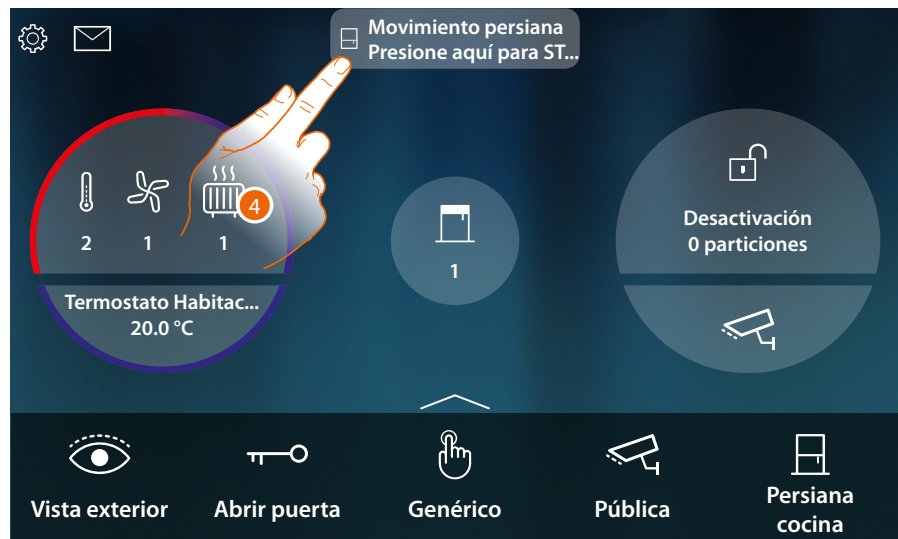 Movimiento persiana
Presione aquí para ST...
2
1
4
1
Termostato Habitac...
20.0 °C
1
Desactivación
0 particiones
Vista exterior
Abrir puerta
Genérico
Pública
Persiana
cocina